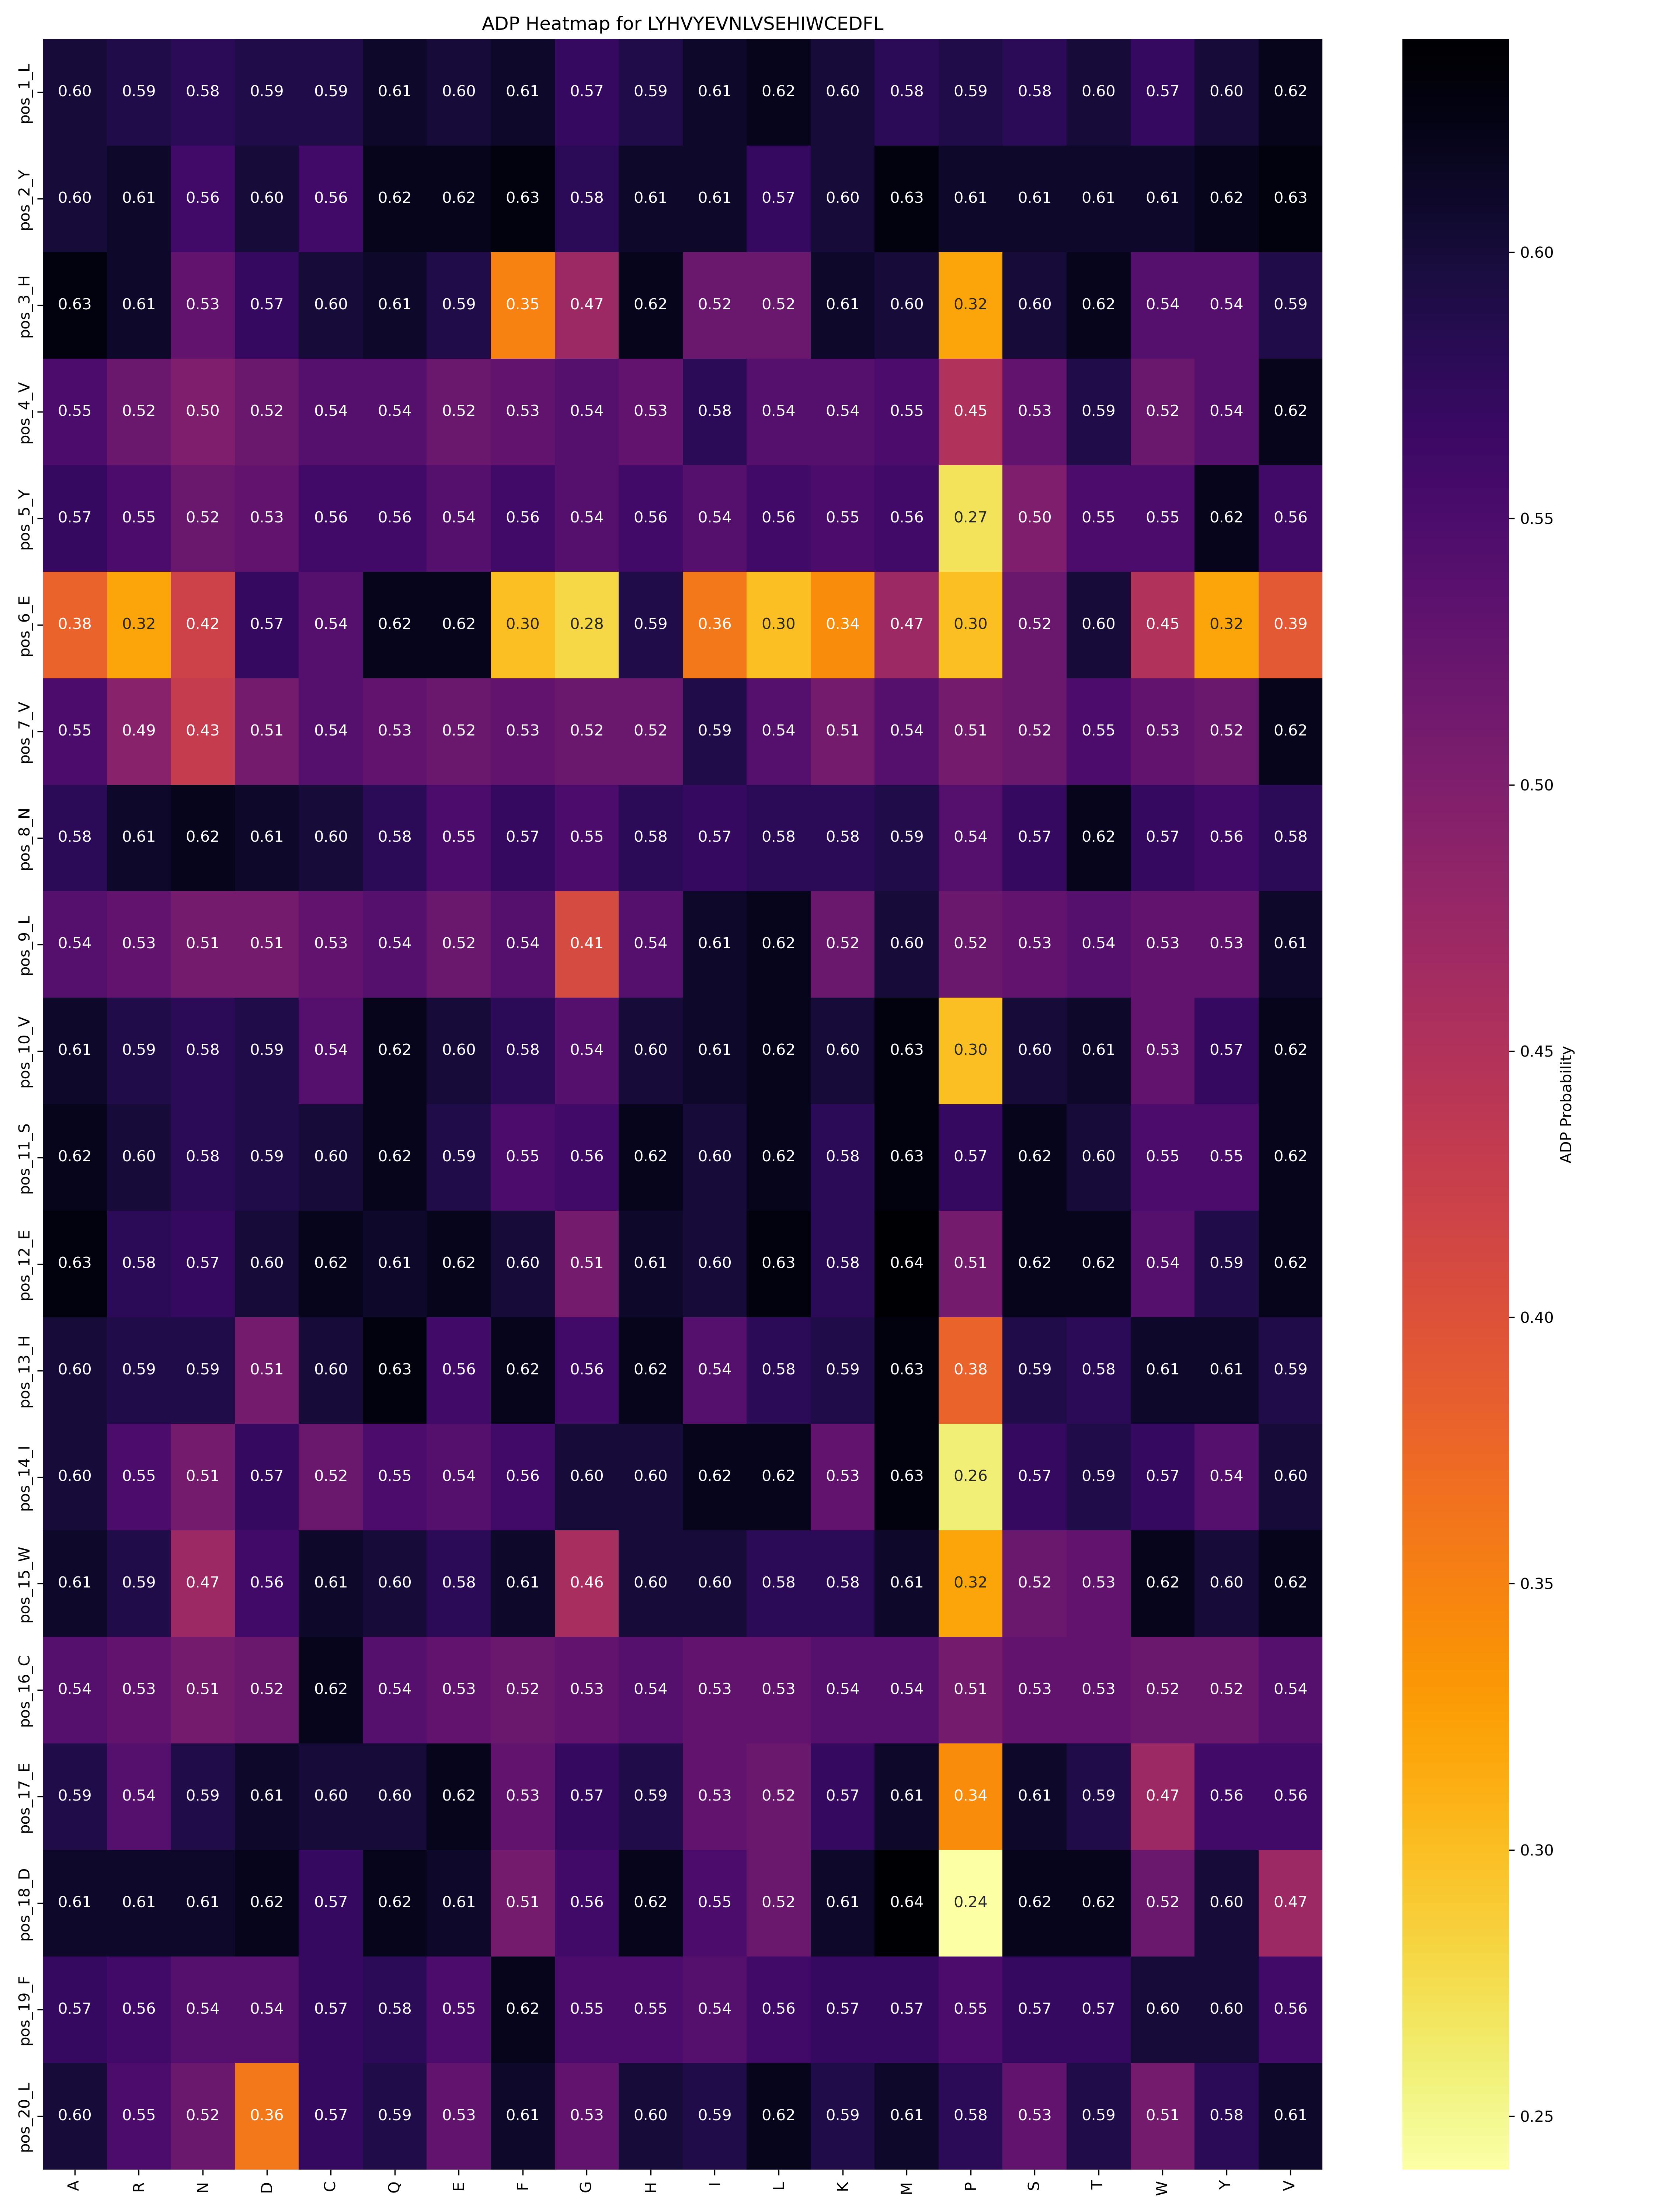 ADP Heatmap for LYHVYEVNLVSEHIWCEDFL
pos_1_L 0.60 0.59 0.58 0.59 0.59 0.61 0.60 0.61 0.57 0.59 0.61 0.62 0.60 0.58 0.59 0.58 0.60 0.57 0.60 0.62
pos_2_Y 0.60 0.61 0.56 0.60 0.56 0.62 0.62 0.63 0.58 0.61 0.61 0.57 0.60 0.63 0.61 0.61 0.61 0.61 0.62 0.63
pos_3_H 0.63 0.61 0.53 0.57 0.60 0.61 0.59 0.35 0.47 0.62 0.52 0.52 0.61 0.60 0.32 0.60 0.62 0.54 0.54 0.59
pos_4_V 0.55 0.52 0.50 0.52 0.54 0.54 0.52 0.53 0.54 0.53 0.58 0.54 0.54 0.55 0.45 0.53 0.59 0.52 0.54 0.62
pos_5_Y 0.57 0.55 0.52 0.53 0.56 0.56 0.54 0.56 0.54 0.56 0.54 0.56 0.55 0.56 0.27 0.50 0.55 0.55 0.62 0.56
pos_6_E 0.38 0.32 0.42 0.57 0.54 0.62 0.62 0.30 0.28 0.59 0.36 0.30 0.34 0.47 0.30 0.52 0.60 0.45 0.32 0.39
pos_7_V 0.55 0.49 0.43 0.51 0.54 0.53 0.52 0.53 0.52 0.52 0.59 0.54 0.51 0.54 0.51 0.52 0.55 0.53 0.52 0.62
pos_8_N 0.58 0.61 0.62 0.61 0.60 0.58 0.55 0.57 0.55 0.58 0.57 0.58 0.58 0.59 0.54 0.57 0.62 0.57 0.56 0.58
pos_9_L 0.54 0.53 0.51 0.51 0.53 0.54 0.52 0.54 0.41 0.54 0.61 0.62 0.52 0.60 0.52 0.53 0.54 0.53 0.53 0.61
pos_10_V 0.61 0.59 0.58 0.59 0.54 0.62 0.60 0.58 0.54 0.60 0.61 0.62 0.60 0.63 0.30 0.60 0.61 0.53 0.57 0.62
pos_11_S 0.62 0.60 0.58 0.59 0.60 0.62 0.59 0.55 0.56 0.62 0.60 0.62 0.58 0.63 0.57 0.62 0.60 0.55 0.55 0.62
pos_12_E 0.63 0.58 0.57 0.60 0.62 0.61 0.62 0.60 0.51 0.61 0.60 0.63 0.58 0.64 0.51 0.62 0.62 0.54 0.59 0.62
pos_13_H 0.60 0.59 0.59 0.51 0.60 0.63 0.56 0.62 0.56 0.62 0.54 0.58 0.59 0.63 0.38 0.59 0.58 0.61 0.61 0.59
pos_14_I 0.60 0.55 0.51 0.57 0.52 0.55 0.54 0.56 0.60 0.60 0.62 0.62 0.53 0.63 0.26 0.57 0.59 0.57 0.54 0.60
pos_15_W 0.61 0.59 0.47 0.56 0.61 0.60 0.58 0.61 0.46 0.60 0.60 0.58 0.58 0.61 0.32 0.52 0.53 0.62 0.60 0.62
pos_16_C 0.54 0.53 0.51 0.52 0.62 0.54 0.53 0.52 0.53 0.54 0.53 0.53 0.54 0.54 0.51 0.53 0.53 0.52 0.52 0.54
pos_17_E 0.59 0.54 0.59 0.61 0.60 0.60 0.62 0.53 0.57 0.59 0.53 0.52 0.57 0.61 0.34 0.61 0.59 0.47 0.56 0.56
pos_18_D 0.61 0.61 0.61 0.62 0.57 0.62 0.61 0.51 0.56 0.62 0.55 0.52 0.61 0.64 0.24 0.62 0.62 0.52 0.60 0.47
pos_19_F 0.57 0.56 0.54 0.54 0.57 0.58 0.55 0.62 0.55 0.55 0.54 0.56 0.57 0.57 0.55 0.57 0.57 0.60 0.60 0.56
pos_20_L 0.60 0.55 0.52 0.36 0.57 0.59 0.53 0.61 0.53 0.60 0.59 0.62 0.59 0.61 0.58 0.53 0.59 0.51 0.58 0.61
A R N D C Q E F G H I L K M P S T W Y V
0.60
0.55
0.50
0.45
0.40
0.35
0.30
0.25
ADP Probability